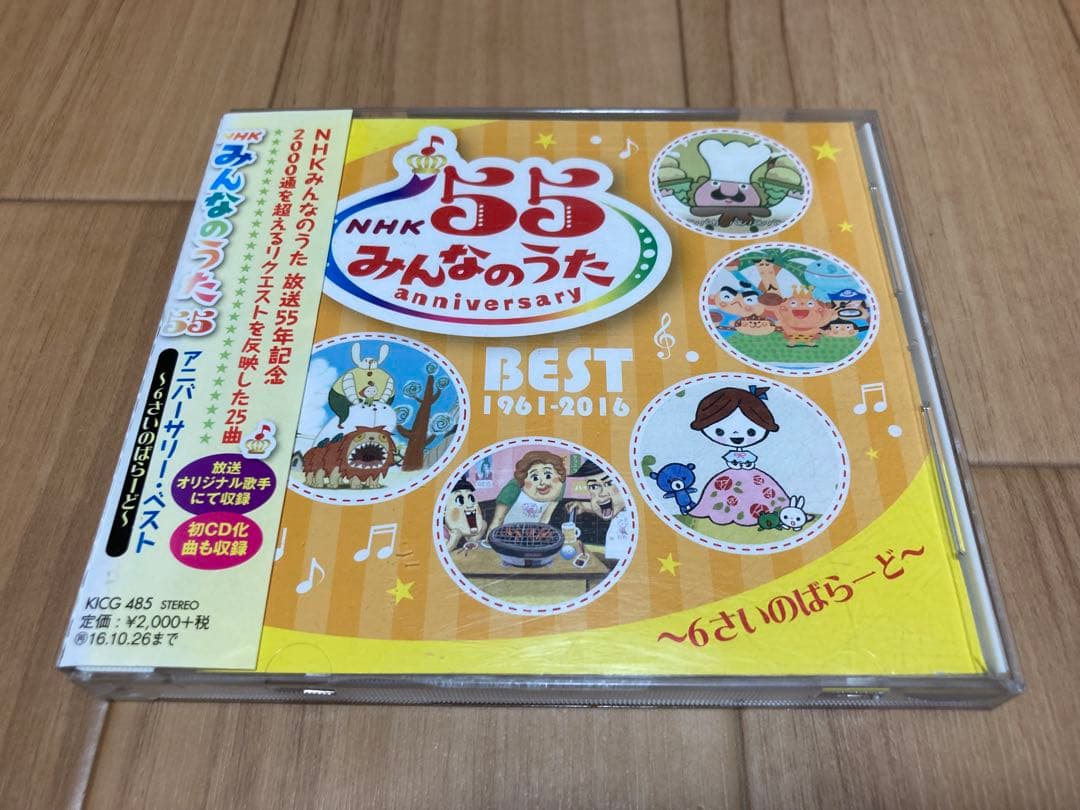 NHK
みんなのうた
55
アニバーサリー・ベスト
～6さいのばらーど～
NHKみんなのうた 放送55年記念
2000通を超えるリクエストを反映した25曲
放送
オリジナル歌手
にて収録
初CD化
曲も収録
KICG 485 STEREO
定価：¥2,000+税
16.10.26まで
55
NHK
みんなのうた
anniversary
BEST
1961-2016
～6さいのばらーど～